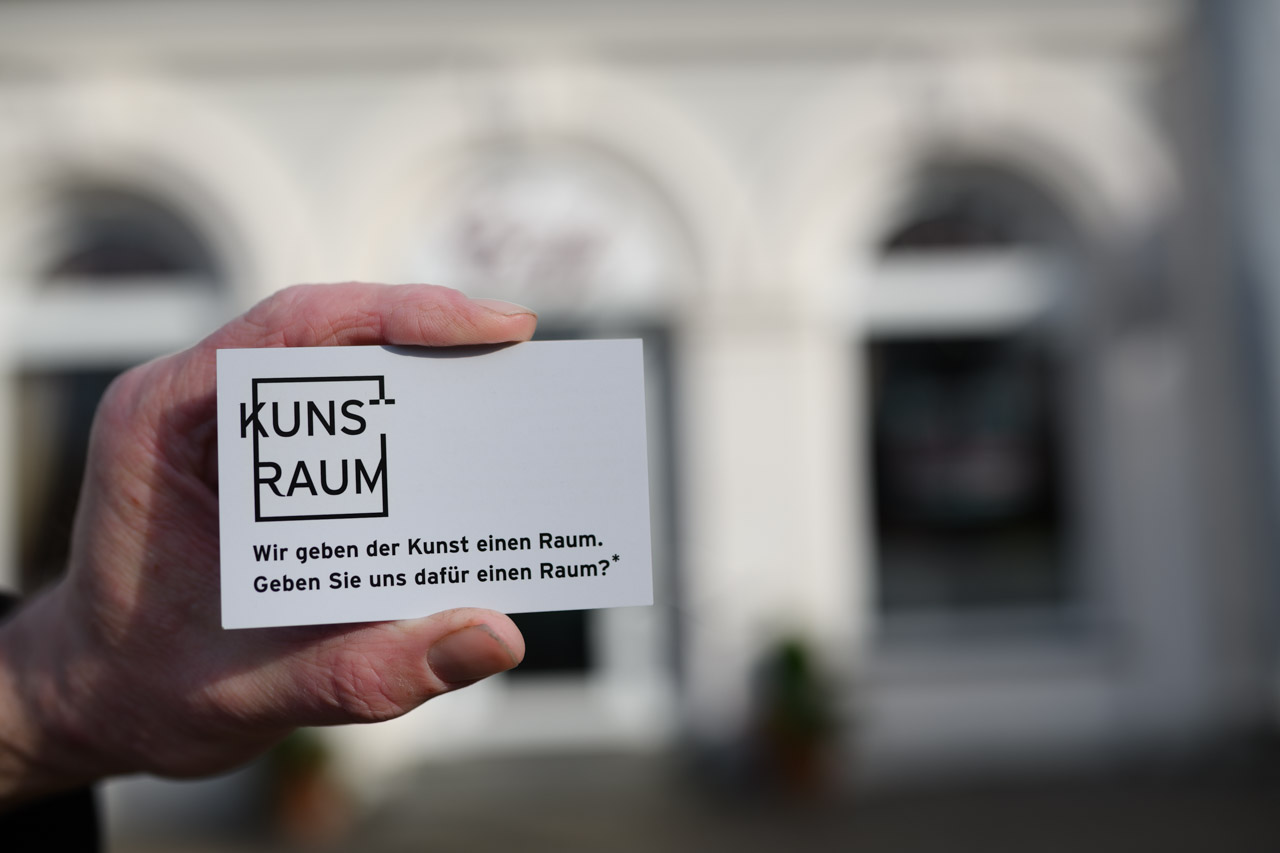 KUNST
RAUM
Wir geben der Kunst einen Raum.
Geben Sie uns dafür einen Raum?*